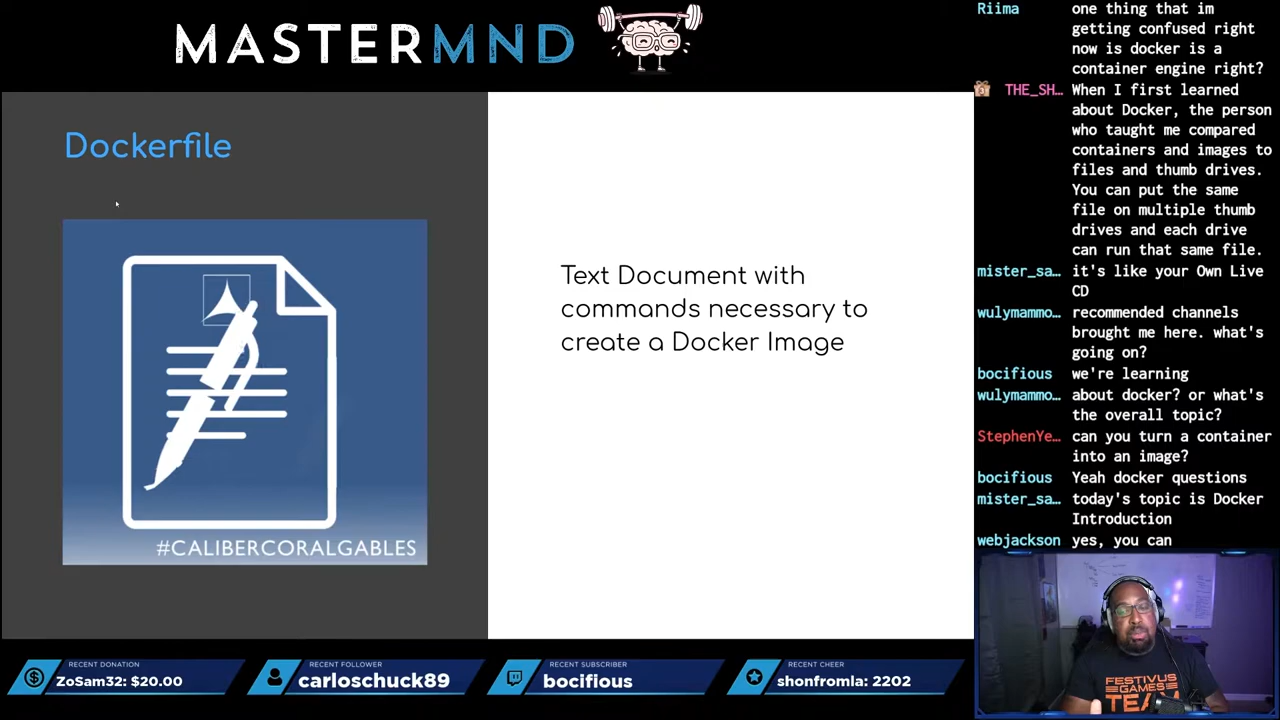 MASTERMND
Dockerfile
#CALIBERCORALGABLES
Text Document with
commands necessary to
create a Docker Image
Riima one thing that im
getting confused right
now is docker is a
container engine right?
THE_SH… When I first learned
about Docker, the person
who taught me compared
containers and images to
files and thumb drives.
You can put the same
file on multiple thumb
drives and each drive
can run that same file.
mister_sa… it's like your Own Live
CD
wulymammo… recommended channels
brought me here. what's
going on?
bocifious we're learning
wulymammo… about docker? or what's
the overall topic?
StephenYe… can you turn a container
into an image?
bocifious Yeah docker questions
mister_sa… today's topic is Docker
Introduction
webjackson yes, you can
FESTIVUS
GAMES
TEAM
RECENT DONATION
ZoSam32: $20.00
RECENT FOLLOWER
carloschuck89
RECENT SUBSCRIBER
bocifious
RECENT CHEER
shonfromla: 2202